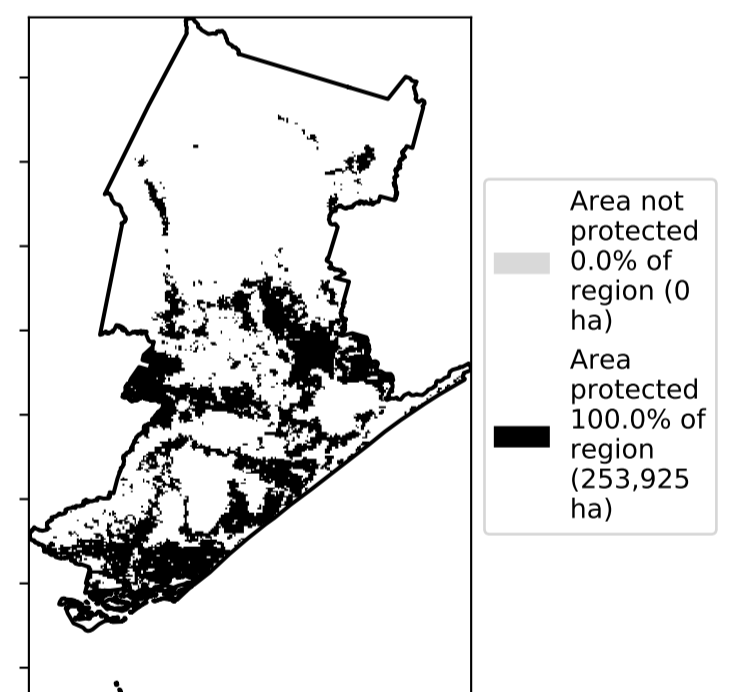 Area not
protected
0.0% of
region (0
ha)
Area
protected
100.0% of
region
(253,925
ha)